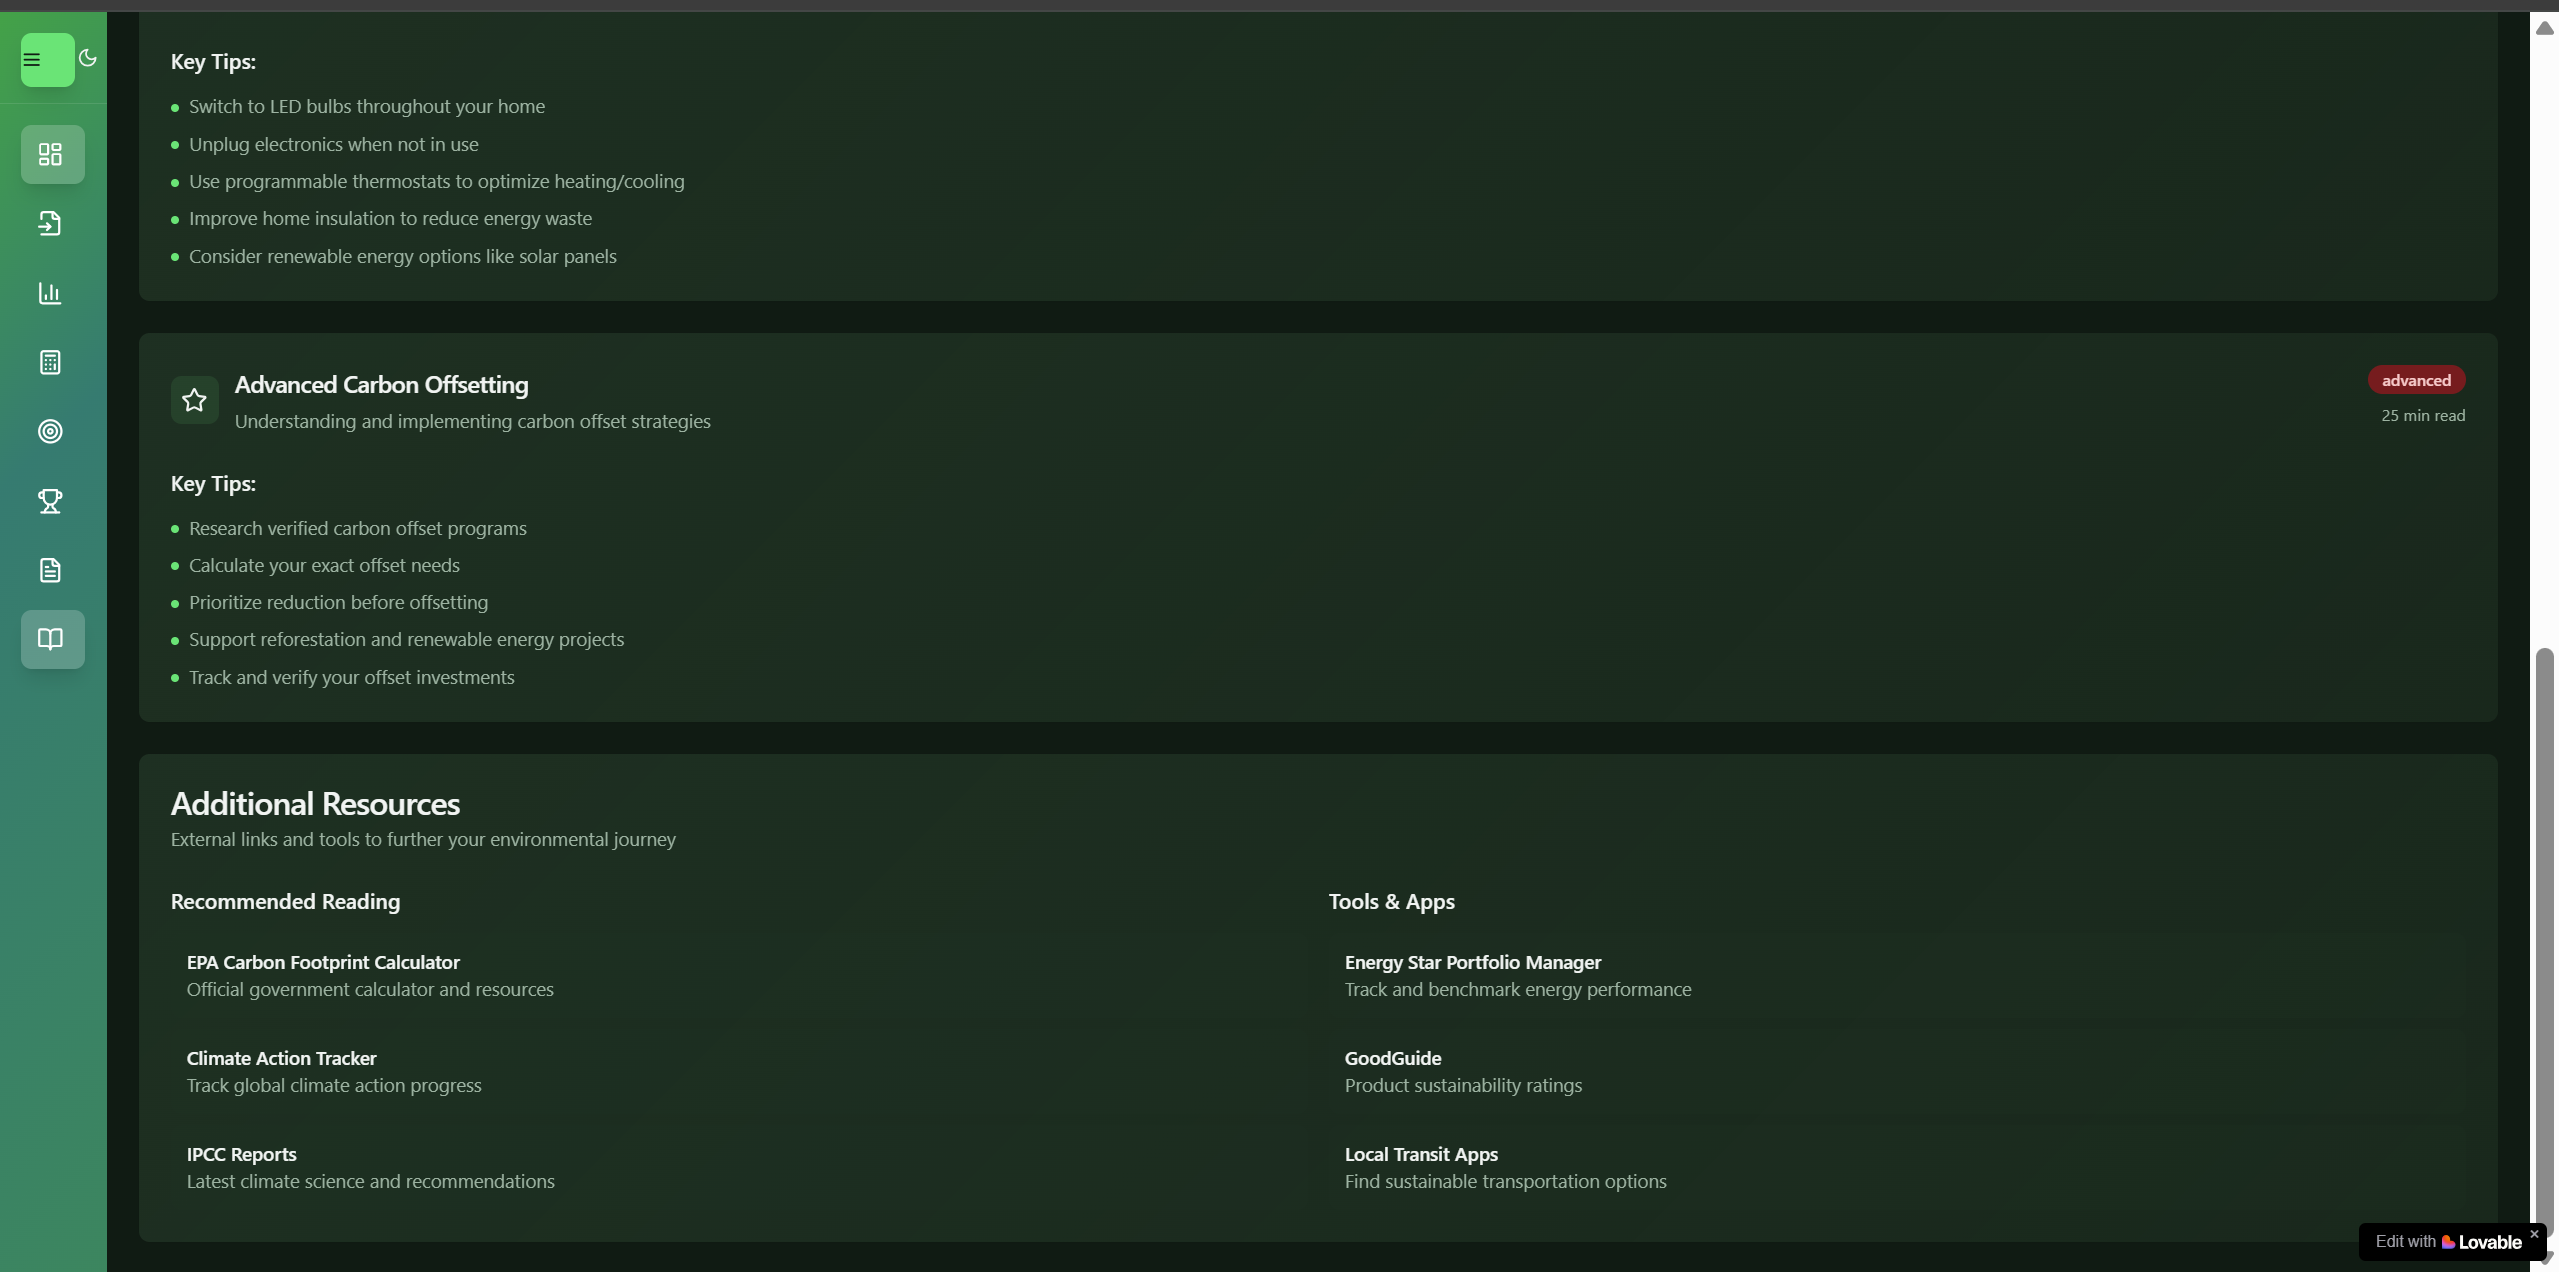 Key Tips:
Switch to LED bulbs throughout your home
Unplug electronics when not in use
Use programmable thermostats to optimize heating/cooling
Improve home insulation to reduce energy waste
Consider renewable energy options like solar panels
Advanced Carbon Offsetting
advanced
Understanding and implementing carbon offset strategies
25 min read
Key Tips:
Research verified carbon offset programs
Calculate your exact offset needs
Prioritize reduction before offsetting
Support reforestation and renewable energy projects
Track and verify your offset investments
Additional Resources
External links and tools to further your environmental journey
Recommended Reading
EPA Carbon Footprint Calculator
Official government calculator and resources
Climate Action Tracker
Track global climate action progress
IPCC Reports
Latest climate science and recommendations
Tools & Apps
Energy Star Portfolio Manager
Track and benchmark energy performance
GoodGuide
Product sustainability ratings
Local Transit Apps
Find sustainable transportation options
Edit with Lovable